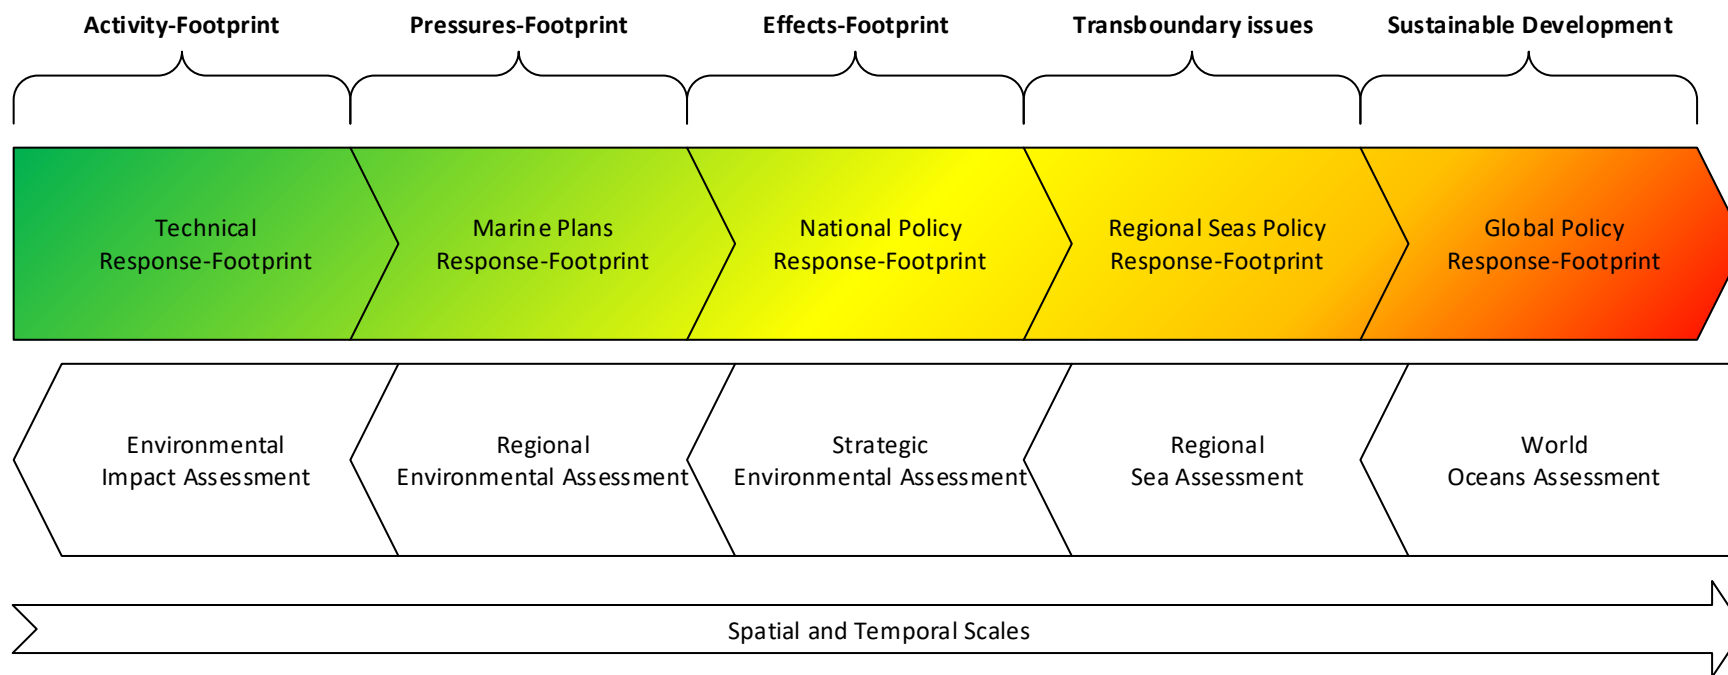 Activity-Footprint
Pressures-Footprint
Effects-Footprint
Transboundary issues
Sustainable Development
Technical
Response-Footprint
Marine Plans
Response-Footprint
National Policy
Response-Footprint
Regional Seas Policy
Response-Footprint
Global Policy
Response-Footprint
Environmental
Impact Assessment
Regional
Environmental Assessment
Strategic
Environmental Assessment
Regional
Sea Assessment
World
Oceans Assessment
Spatial and Temporal Scales